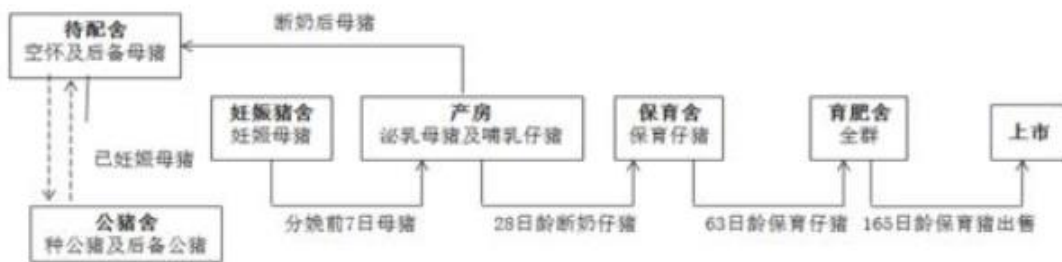 待配舍
空怀及后备母猪
断奶后母猪
妊娠猪舍
妊娠母猪
产房
泌乳母猪及哺乳仔猪
保育舍
保育仔猪
育肥舍
全群
上市
已妊娠母猪
分娩前7日母猪
28日龄断奶仔猪
63日龄保育仔猪
165日龄保育猪出售
公猪舍
种公猪及后备公猪